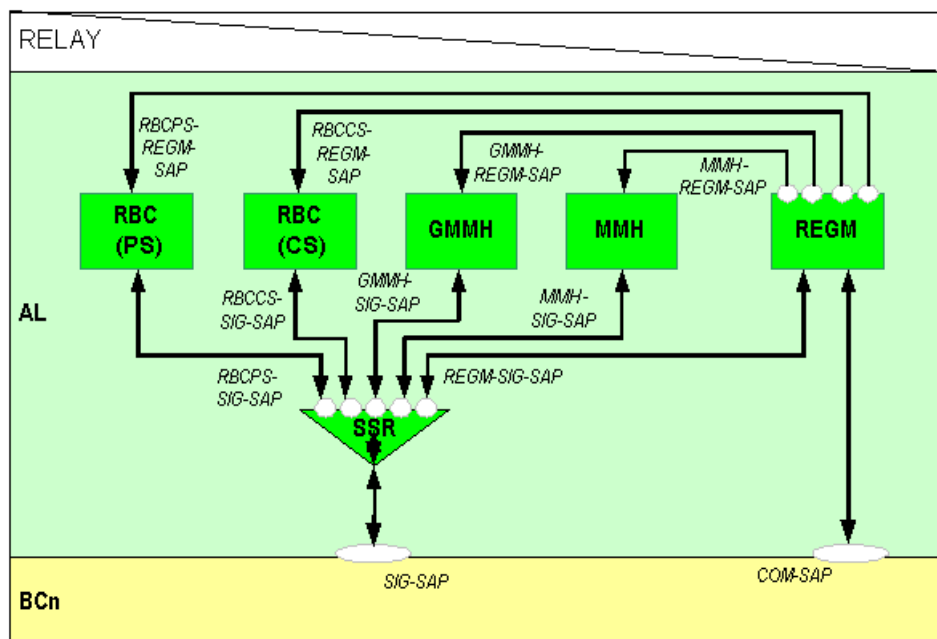 RELAY
RBCPS-
REGM-
SAP
RBCCS-
REGM-
SAP
GMMH-
REGM-SAP
MMH-
REGM-SAP
RBC
(PS)
RBC
(CS)
GMMH
MMH
REGM
AL
RBCCS-
SIG-SAP
GMMH-
SIG-SAP
MMH-
SIG-SAP
RBCPS-
SIG-SAP
REGM-SIG-SAP
SSR
SIG-SAP
COM-SAP
BCn